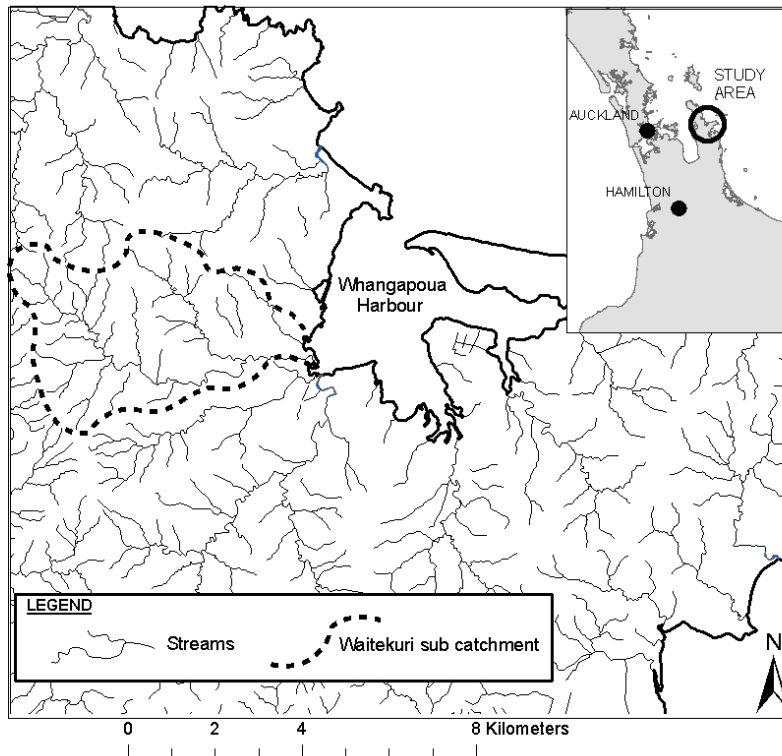 STUDY
AREA
AUCKLAND
HAMILTON
Whangapoua
Harbour
LEGEND
Streams
Waitekuri sub catchment
N
0 2 4 8 Kilometers